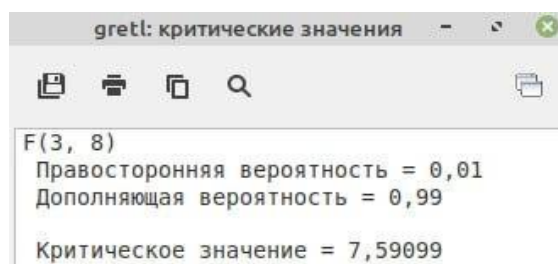 gretl: критические значения
F(3, 8)
Правосторонняя вероятность = 0,01
Дополняющая вероятность = 0,99
Критическое значение = 7,59099